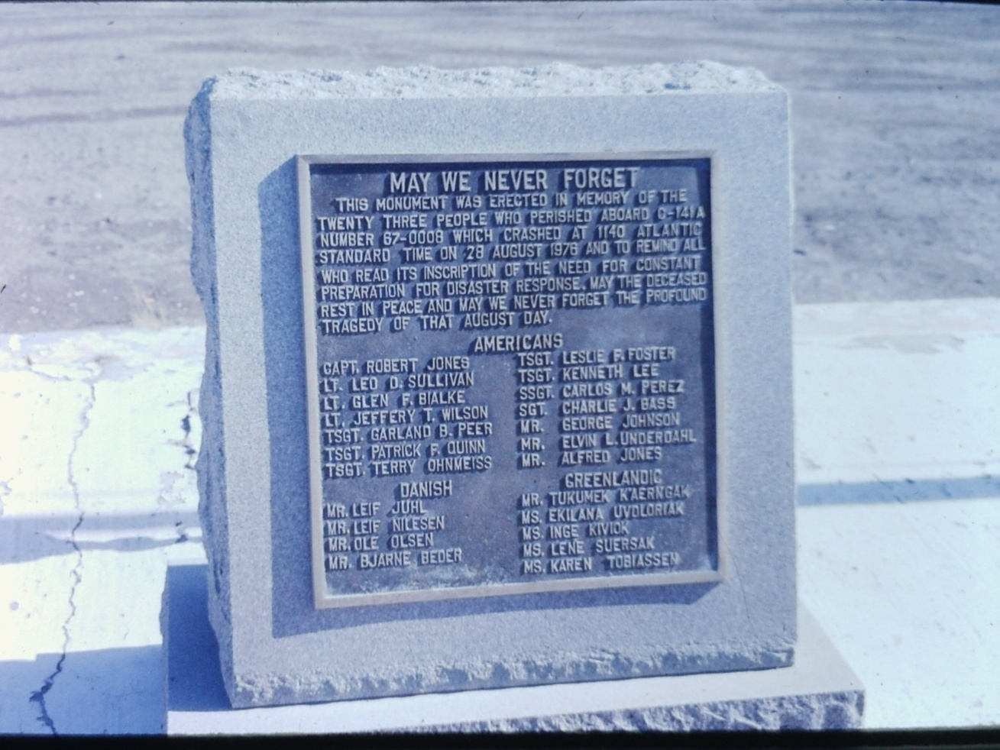 MAY WE NEVER FORGET
THIS MONUMENT WAS ERECTED IN MEMORY OF THE
TWENTY THREE PEOPLE WHO PERISHED ABOARD C-141A
NUMBER 67-0008 WHICH CRASHED AT 1140 ATLANTIC
STANDARD TIME ON 28 AUGUST 1976 AND TO REMIND ALL
WHO READ ITS INSCRIPTION OF THE NEED FOR CONSTANT
PREPARATION FOR DISASTER RESPONSE. MAY THE DECEASED
REST IN PEACE AND MAY WE NEVER FORGET THE PROFOUND
TRAGEDY OF THAT AUGUST DAY.
AMERICANS
CAPT. ROBERT JONES
LT. LEO D. SULLIVAN
LT. GLEN F. BIALKE
LT. JEFFERY T. WILSON
TSGT. GARLAND B. PEER
TSGT. PATRICK F. QUINN
TSGT. TERRY OHNMEISS
TSGT. LESLIE F. FOSTER
TSGT. KENNETH LEE
SSGT. CARLOS M. PEREZ
SGT. CHARLIE J. BASS
MR. GEORGE JOHNSON
MR. ELVIN L. UNDERDAHL
MR. ALFRED JONES
DANISH
MR. LEIF JUHL
MR. LEIF NILESEN
MR. OLE OLSEN
MR. BJARNE BEDER
GREENLANDIC
MR. TUKUMEK K'AERNGAK
MS. EKILANA UVDLORIAK
MS. INGE KIVIOK
MS. LENE SUERSAK
MS. KAREN TOBIASSEN